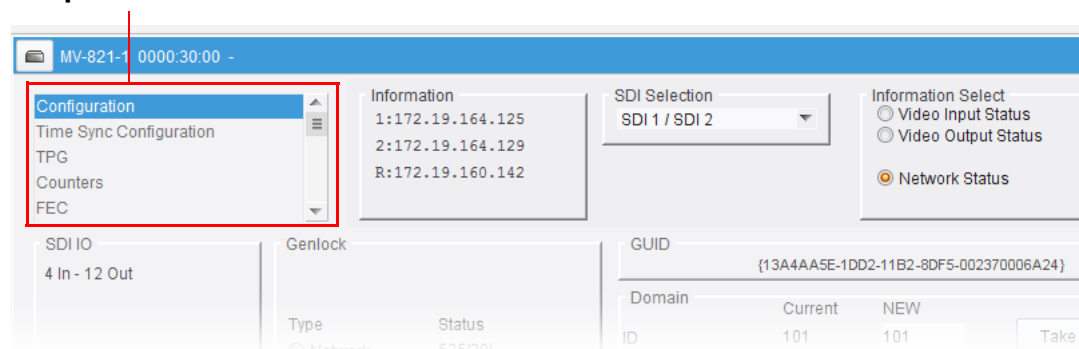 MV-821-1 0000:30:00 -
Configuration
Time Sync Configuration
TPG
Counters
FEC
Information
1:172.19.164.125
2:172.19.164.129
R:172.19.160.142
SDI Selection
SDI 1 / SDI 2
Information Select
Video Input Status
Video Output Status
Network Status
SDI IO
4 In - 12 Out
Genlock
Type Status
Network 525/29i
GUID
{13A4AA5E-1DD2-11B2-8DF5-002370006A24}
Domain
Current NEW
ID 101 101 Take